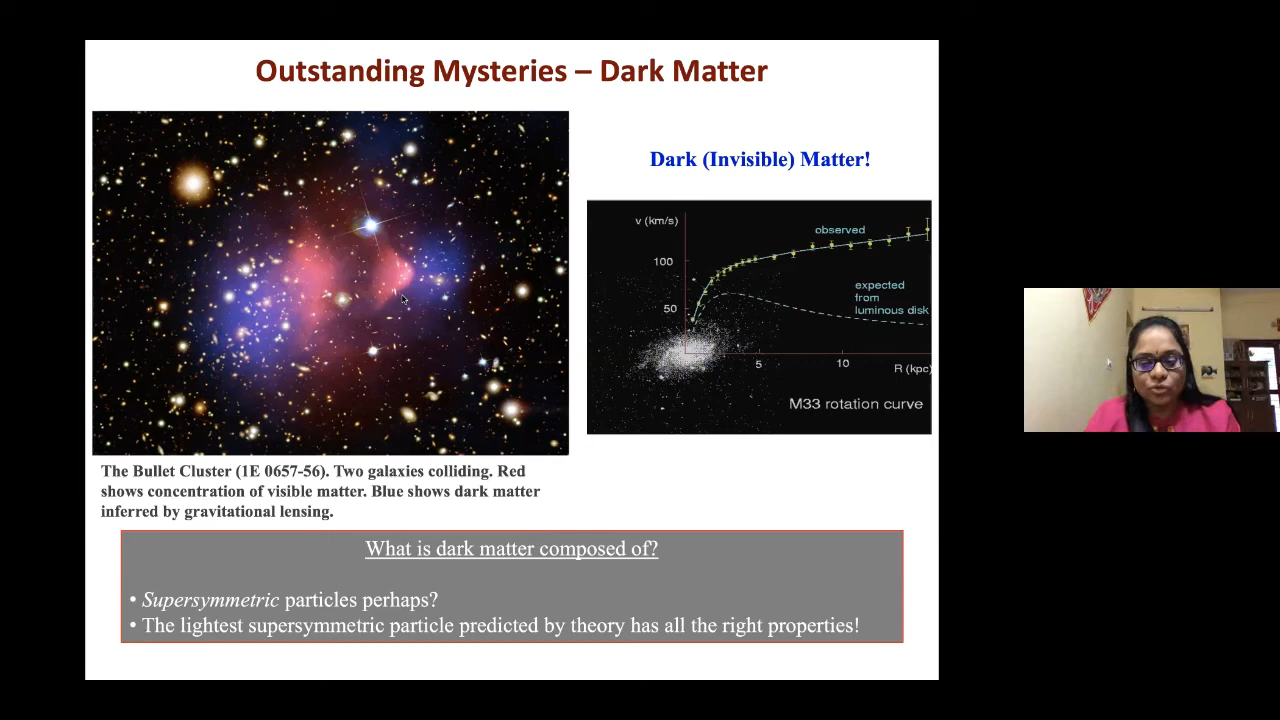 Outstanding Mysteries – Dark Matter
Dark (Invisible) Matter!
v (km/s)
observed
100
expected
from
luminous disk
50
5
10
R (kpc)
M33 rotation curve
The Bullet Cluster (1E 0657-56). Two galaxies colliding. Red
shows concentration of visible matter. Blue shows dark matter
inferred by gravitational lensing.
What is dark matter composed of?
• Supersymmetric particles perhaps?
• The lightest supersymmetric particle predicted by theory has all the right properties!